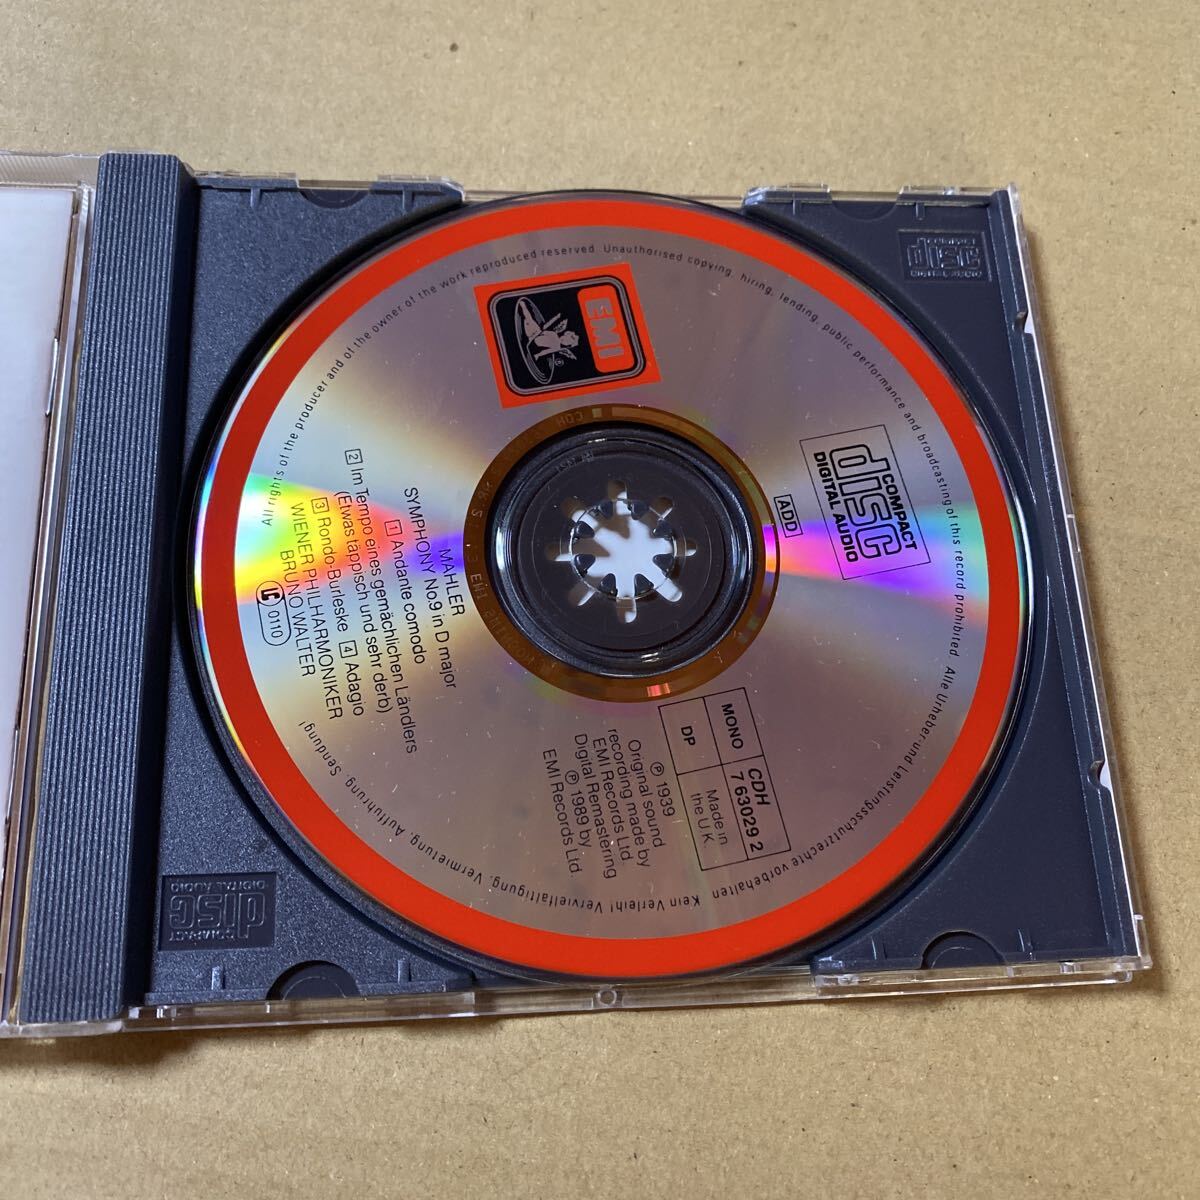 EMI
COMPACT
disc
DIGITAL AUDIO
ADD
MAHLER
SYMPHONY No.9 in D major
1 Andante comodo
2 Im Tempo eines gemächlichen Ländlers
(Etwas täppisch und sehr derb)
3 Rondo-Burleske 4 Adagio
WIENER PHILHARMONIKER
BRUNO WALTER
LC 0110
CDH
7 63029 2
MONO
DP
Made in
the U.K.
℗ 1939
Original sound
recording made by
EMI Records Ltd.
Digital Remastering
℗ 1989 by
EMI Records Ltd.
All rights of the producer and of the owner of the work reproduced reserved. Unauthorised copying, hiring, lending, public performance and broadcasting of this record prohibited. Alle Urheber- und Leistungsschutzrechte vorbehalten. Kein Verleih! Vervielfältigung, Vermietung, Aufführung, Sendung!
COMPACT
disc
DIGITAL AUDIO
COMPACT
disc
DIGITAL AUDIO